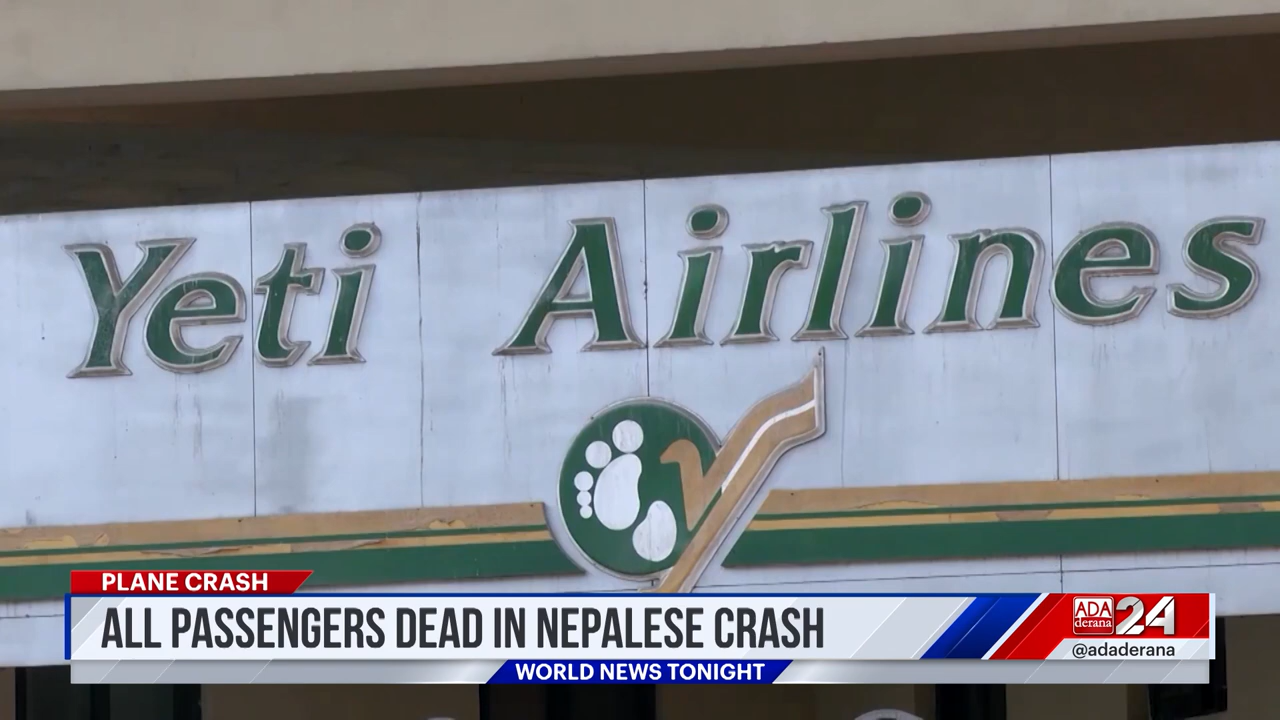 Yeti Airlines
PLANE CRASH
ALL PASSENGERS DEAD IN NEPALESE CRASH
ADA
derana
24
@adaderana
WORLD NEWS TONIGHT